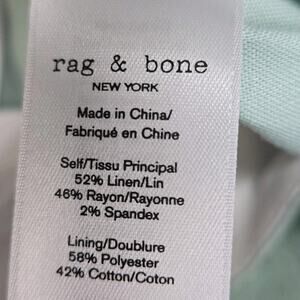 rag & bone
NEW YORK
Made in China/
Fabriqué en Chine
Self/Tissu Principal
52% Linen/Lin
46% Rayon/Rayonne
2% Spandex
Lining/Doublure
58% Polyester
42% Cotton/Coton